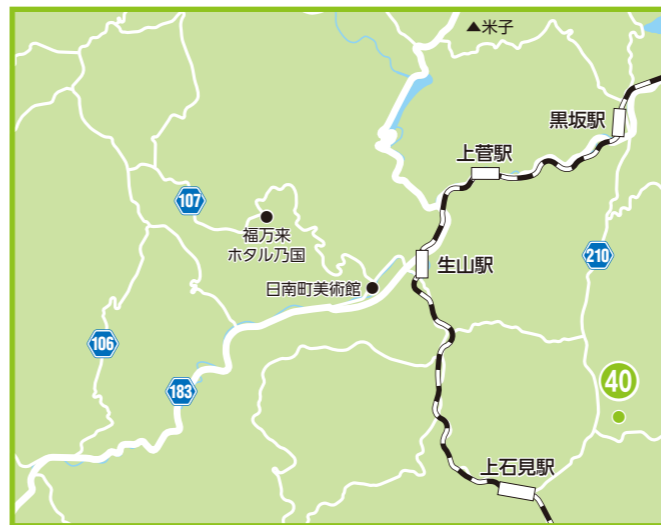 ▲米子
黒坂駅
上菅駅
107
福万来
ホタル乃国
210
生山駅
日南町美術館
106
183
40
上石見駅